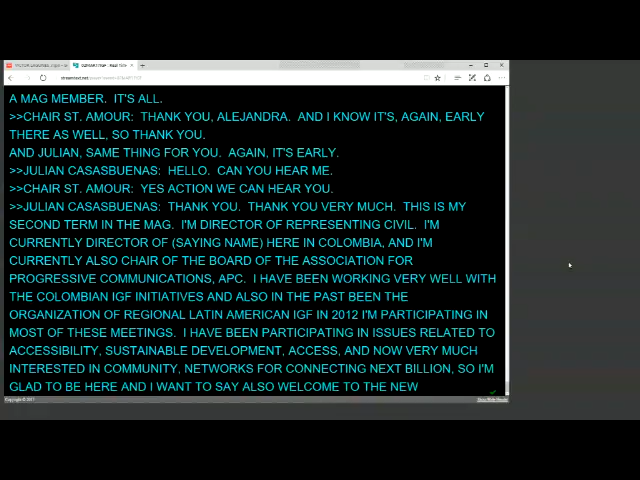 streamtext.net
A MAG MEMBER.  IT'S ALL.
>>CHAIR ST. AMOUR:  THANK YOU, ALEJANDRA.  AND I KNOW IT'S, AGAIN, EARLY
THERE AS WELL, SO THANK YOU.
AND JULIAN, SAME THING FOR YOU.  AGAIN, IT'S EARLY.
>>JULIAN CASASBUENAS:  HELLO.  CAN YOU HEAR ME.
>>CHAIR ST. AMOUR:  YES ACTION WE CAN HEAR YOU.
>>JULIAN CASASBUENAS:  THANK YOU.  THANK YOU VERY MUCH.  THIS IS MY
SECOND TERM IN THE MAG.  I'M DIRECTOR OF REPRESENTING CIVIL.  I'M
CURRENTLY DIRECTOR OF (SAYING NAME) HERE IN COLOMBIA, AND I'M
CURRENTLY ALSO CHAIR OF THE BOARD OF THE ASSOCIATION FOR
PROGRESSIVE COMMUNICATIONS, APC.  I HAVE BEEN WORKING VERY WELL WITH
THE COLOMBIAN IGF INITIATIVES AND ALSO IN THE PAST BEEN THE
ORGANIZATION OF REGIONAL LATIN AMERICAN IGF IN 2012 I'M PARTICIPATING IN
MOST OF THESE MEETINGS.  I HAVE BEEN PARTICIPATING IN ISSUES RELATED TO
ACCESSIBILITY, SUSTAINABLE DEVELOPMENT, ACCESS, AND NOW VERY MUCH
INTERESTED IN COMMUNITY, NETWORKS FOR CONNECTING NEXT BILLION, SO I'M
GLAD TO BE HERE AND I WANT TO SAY ALSO WELCOME TO THE NEW